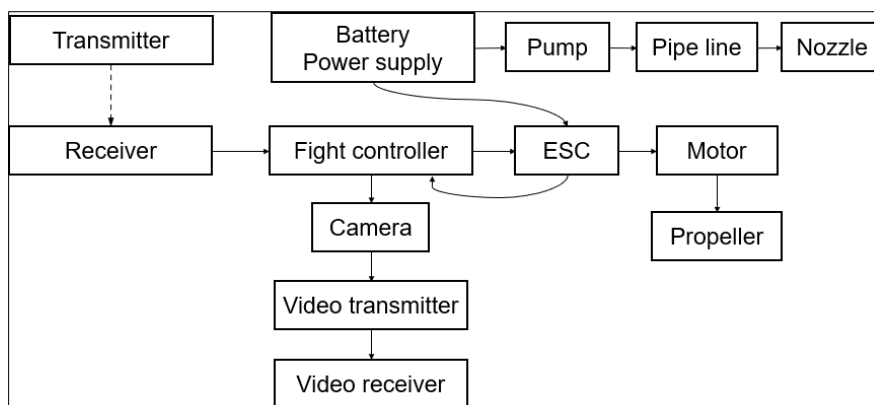 Transmitter
Battery
Power supply
Pump
Pipe line
Nozzle
Receiver
Fight controller
ESC
Motor
Camera
Propeller
Video transmitter
Video receiver